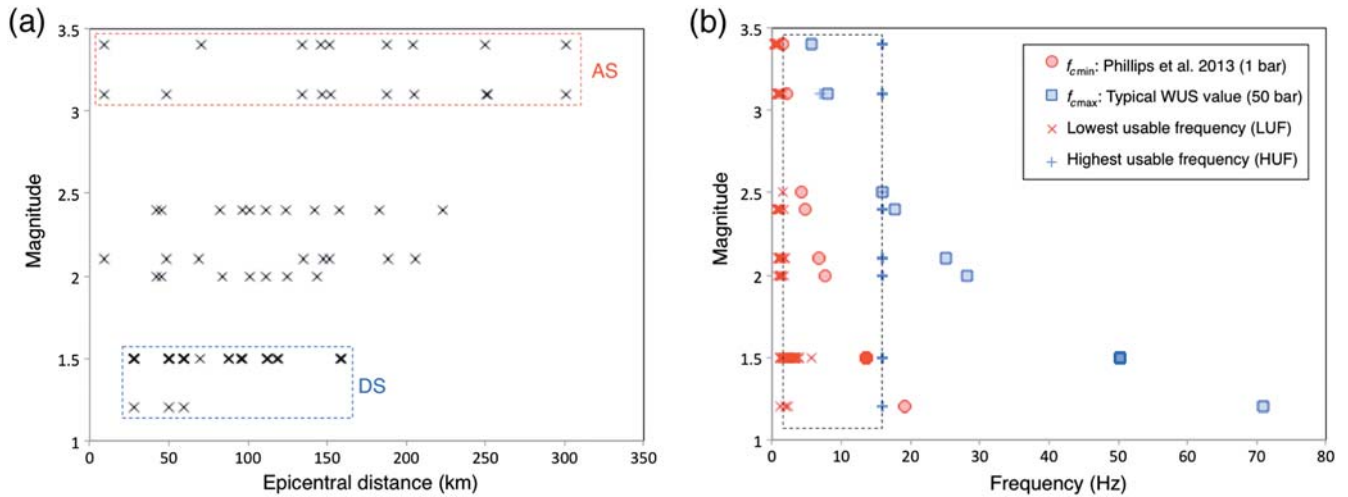 (a)
3.5
3
2.5
2
1.5
1
Magnitude
AS
DS
0 50 100 150 200 250 300 350
Epicentral distance (km)
(b)
3.5
3
2.5
2
1.5
1
Magnitude
fcmin: Phillips et al. 2013 (1 bar)
fcmax: Typical WUS value (50 bar)
Lowest usable frequency (LUF)
Highest usable frequency (HUF)
0 10 20 30 40 50 60 70 80
Frequency (Hz)